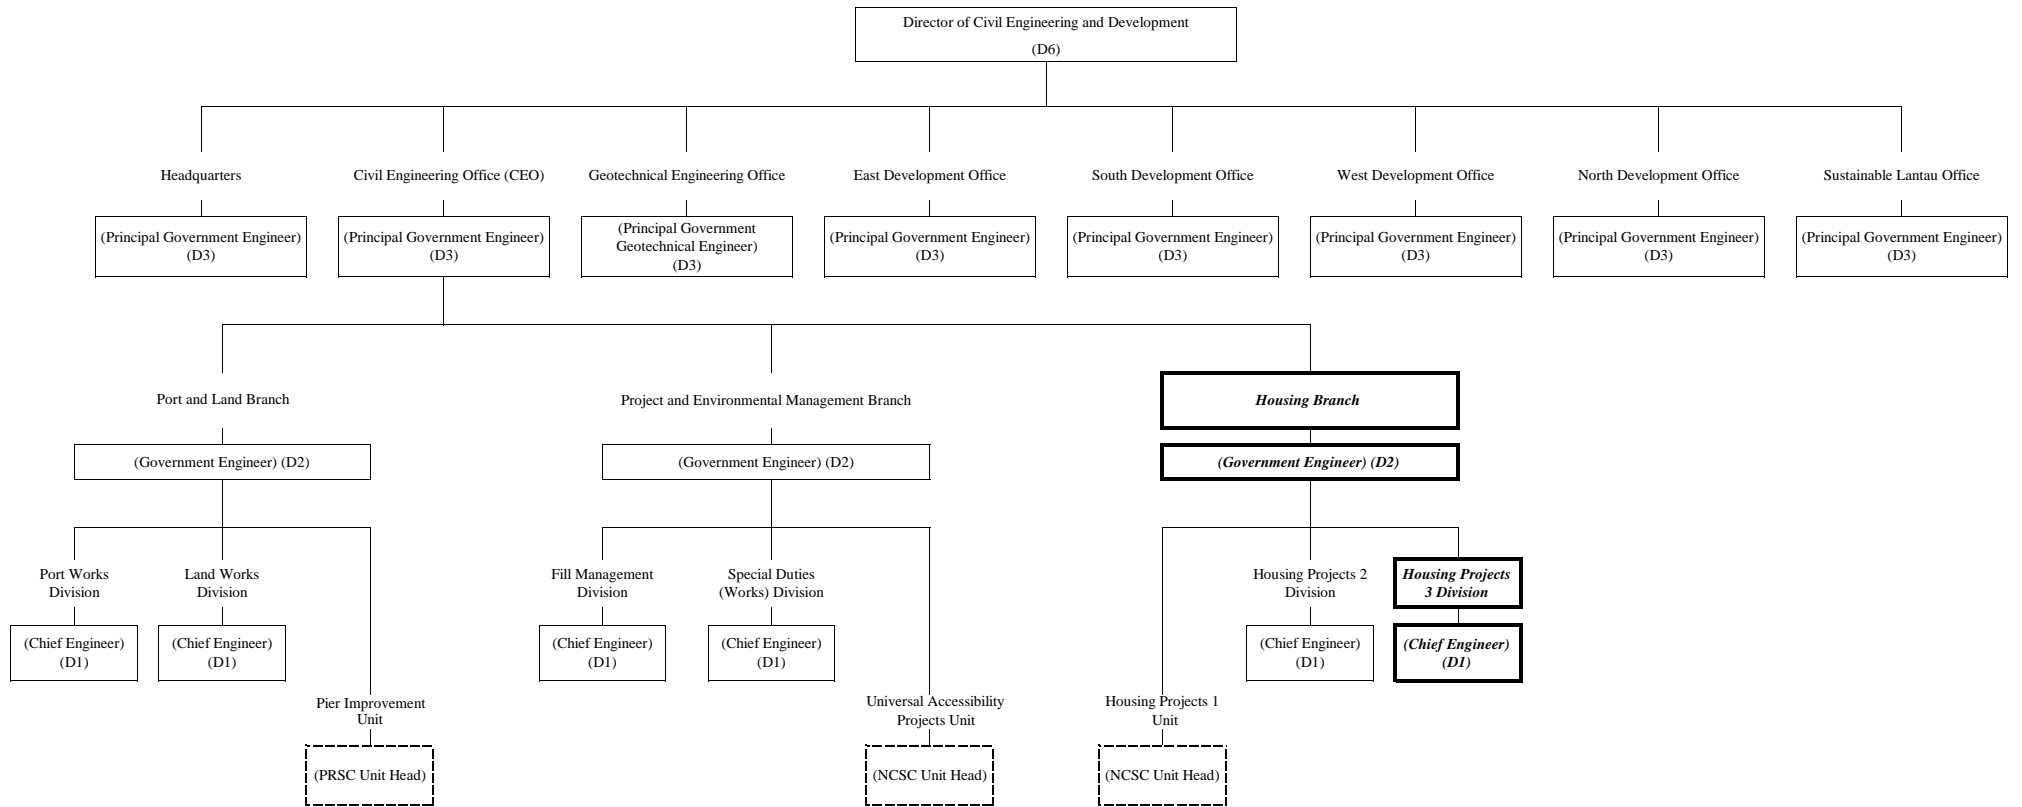 Director of Civil Engineering and Development
(D6)
Headquarters
Civil Engineering Office (CEO)
Geotechnical Engineering Office
East Development Office
South Development Office
West Development Office
North Development Office
Sustainable Lantau Office
(Principal Government Engineer)
(D3)
(Principal Government Engineer)
(D3)
(Principal Government
Geotechnical Engineer)
(D3)
(Principal Government Engineer)
(D3)
(Principal Government Engineer)
(D3)
(Principal Government Engineer)
(D3)
(Principal Government Engineer)
(D3)
(Principal Government Engineer)
(D3)
Port and Land Branch
Project and Environmental Management Branch
Housing Branch
(Government Engineer) (D2)
(Government Engineer) (D2)
(Government Engineer) (D2)
Port Works
Division
Land Works
Division
Fill Management
Division
Special Duties
(Works) Division
Housing Projects 2
Division
Housing Projects
3 Division
(Chief Engineer)
(D1)
(Chief Engineer)
(D1)
(Chief Engineer)
(D1)
(Chief Engineer)
(D1)
(Chief Engineer)
(D1)
(Chief Engineer)
(D1)
Pier Improvement
Unit
Universal Accessibility
Projects Unit
Housing Projects 1
Unit
(PRSC Unit Head)
(NCSC Unit Head)
(NCSC Unit Head)